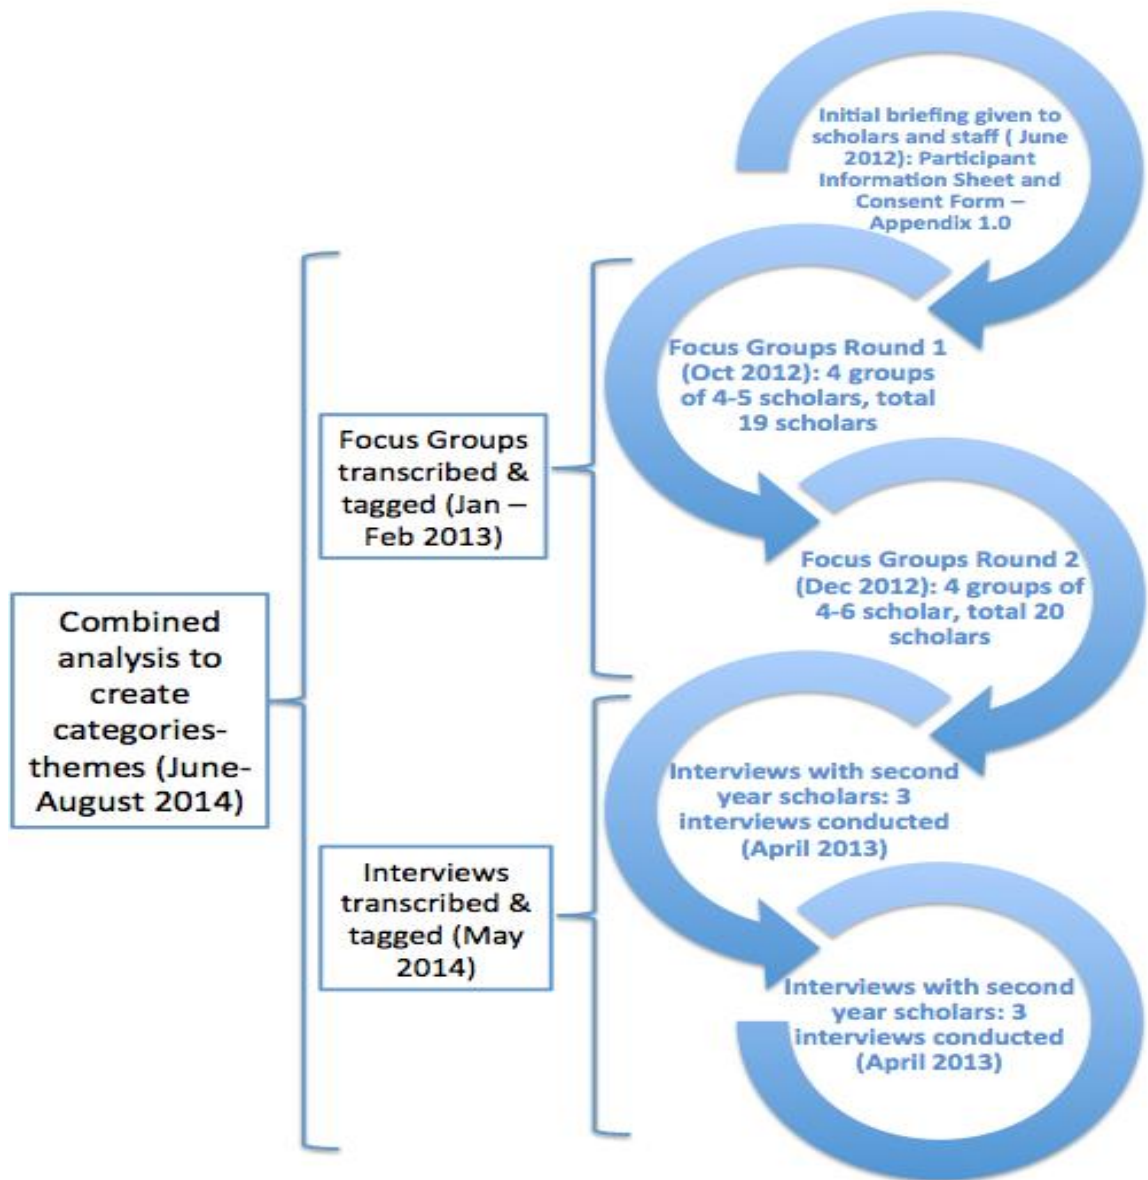 Initial briefing given to
scholars and staff ( June
2012): Participant
Information Sheet and
Consent Form –
Appendix 1.0
Focus Groups Round 1
(Oct 2012): 4 groups
of 4-5 scholars, total
19 scholars
Focus Groups
transcribed &
tagged (Jan –
Feb 2013)
Focus Groups Round 2
(Dec 2012): 4 groups of
4-6 scholar, total 20
scholars
Combined
analysis to
create
categories-
themes (June-
August 2014)
Interviews with second
year scholars: 3
interviews conducted
(April 2013)
Interviews
transcribed &
tagged (May
2014)
Interviews with second
year scholars: 3
interviews conducted
(April 2013)